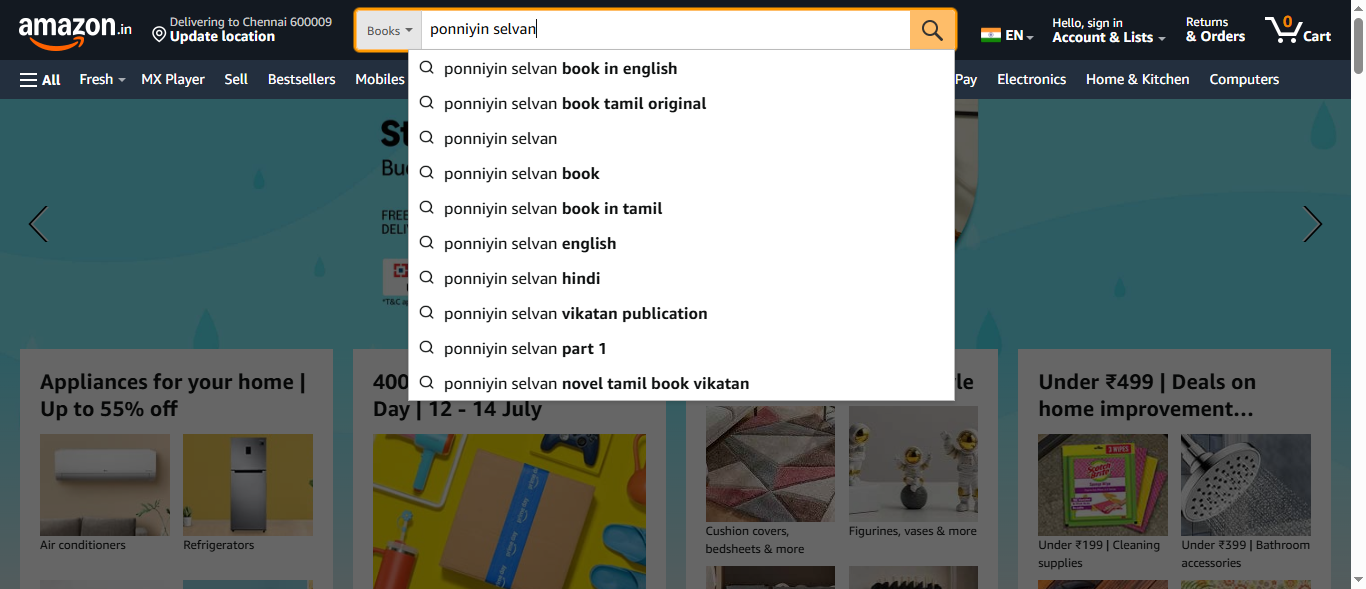 amazon.in
Delivering to Chennai 600009
Update location
Books
ponniyin selvan
EN
Hello, sign in
Account & Lists
Returns
& Orders
0
Cart
All
Fresh
MX Player
Sell
Bestsellers
Mobiles
Pay
Electronics
Home & Kitchen
Computers
ponniyin selvan book in english
ponniyin selvan book tamil original
ponniyin selvan
ponniyin selvan book
ponniyin selvan book in tamil
ponniyin selvan english
ponniyin selvan hindi
ponniyin selvan vikatan publication
ponniyin selvan part 1
ponniyin selvan novel tamil book vikatan
St
Bu
FREE
DELI
*T&C
Appliances for your home |
Up to 55% off
Air conditioners
Refrigerators
400
Day | 12 - 14 July
Cushion covers,
bedsheets & more
Figurines, vases & more
Under ₹499 | Deals on
home improvement…
3 WIPES
Scotch
Brite
Under ₹199 | Cleaning
supplies
Under ₹399 | Bathroom
accessories